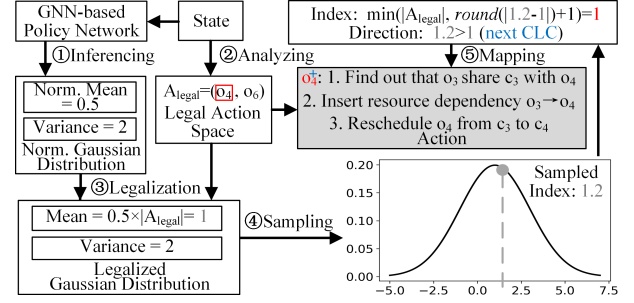 GNN-based
Policy Network
State
Index: min(|A_legal|, round(|1.2-1|)+1)=1
Direction: 1.2>1 (next CLC)
①Inferencing
②Analyzing
⑤Mapping
Norm. Mean
= 0.5
Variance = 2
Norm. Gaussian
Distribution
A_legal=(o₄, o₆)
Legal Action
Space
o₄⁺: 1. Find out that o₃ share c₃ with o₄
2. Insert resource dependency o₃→o₄
3. Reschedule o₄ from c₃ to c₄
Action
③Legalization
Mean = 0.5×|A_legal|= 1
Variance = 2
Legalized
Gaussian Distribution
④Sampling
0.20
0.15
0.10
0.05
0.00
Sampled
Index: 1.2
−5.0 −2.5 0.0 2.5 5.0 7.5